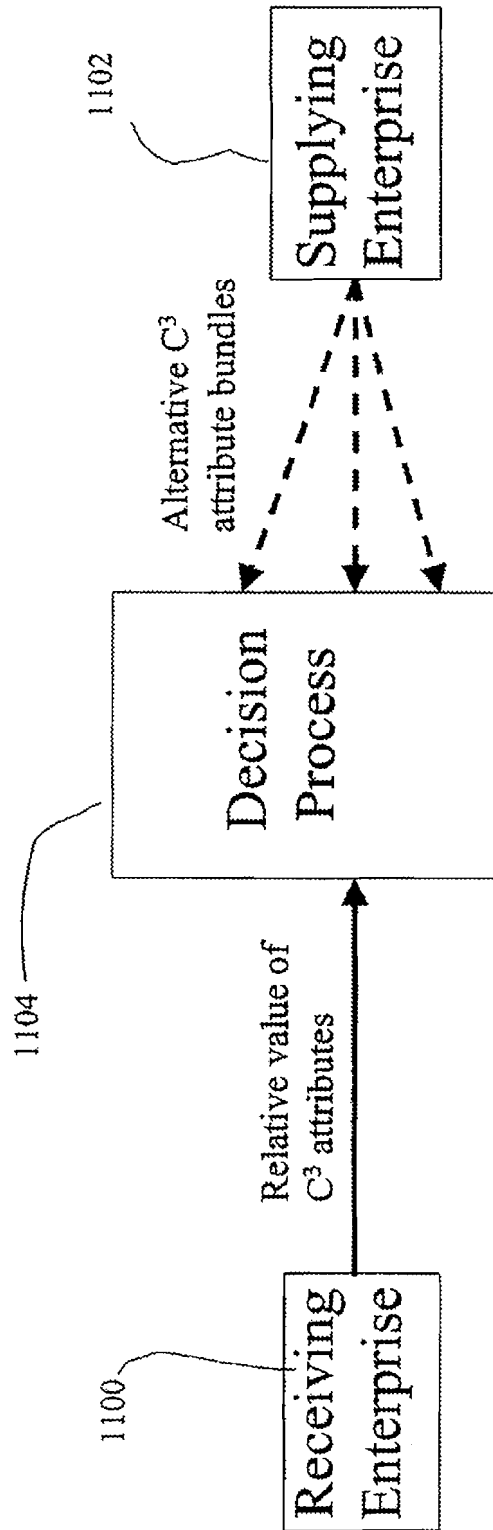 1100
Receiving
Enterprise
Relative value of
C³ attributes
1104
Decision
Process
Alternative C³
attribute bundles
1102
Supplying
Enterprise